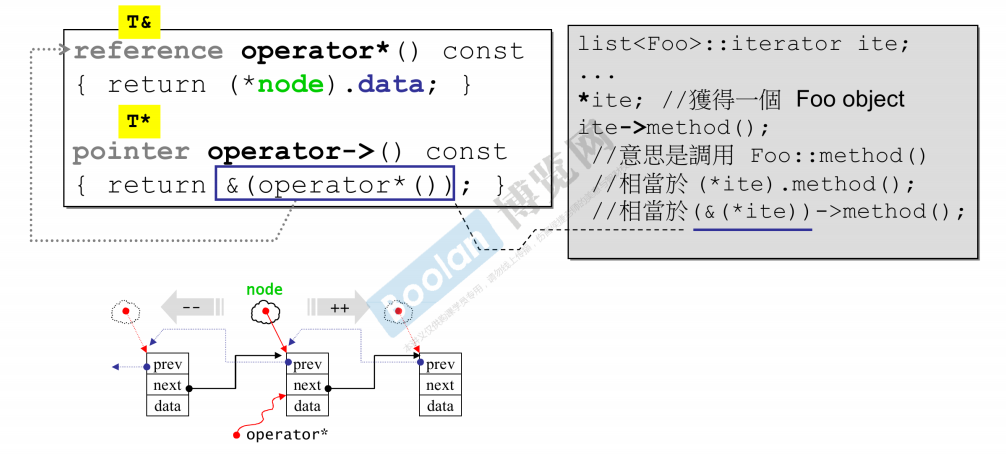 T&
reference operator*() const
{ return (*node).data; }
T*
pointer operator->() const
{ return &(operator*()); }
list<Foo>::iterator ite;
...
*ite; //獲得一個 Foo object
ite->method();
//意思是調用 Foo::method()
//相當於 (*ite).method();
//相當於 (&(*ite))->method();
Boolan 博览网
node
--
++
prev
next
data
prev
next
data
prev
next
data
operator*